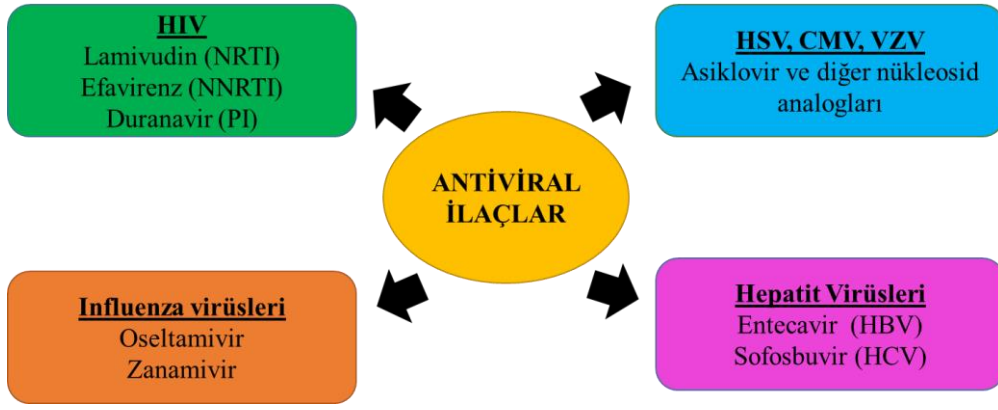 HIV
Lamivudin (NRTI)
Efavirenz (NNRTI)
Duranavir (PI)
HSV, CMV, VZV
Asiklovir ve diğer nükleosid
analogları
ANTİVİRAL
İLAÇLAR
Influenza virüsleri
Oseltamivir
Zanamivir
Hepatit Virüsleri
Entecavir (HBV)
Sofosbuvir (HCV)